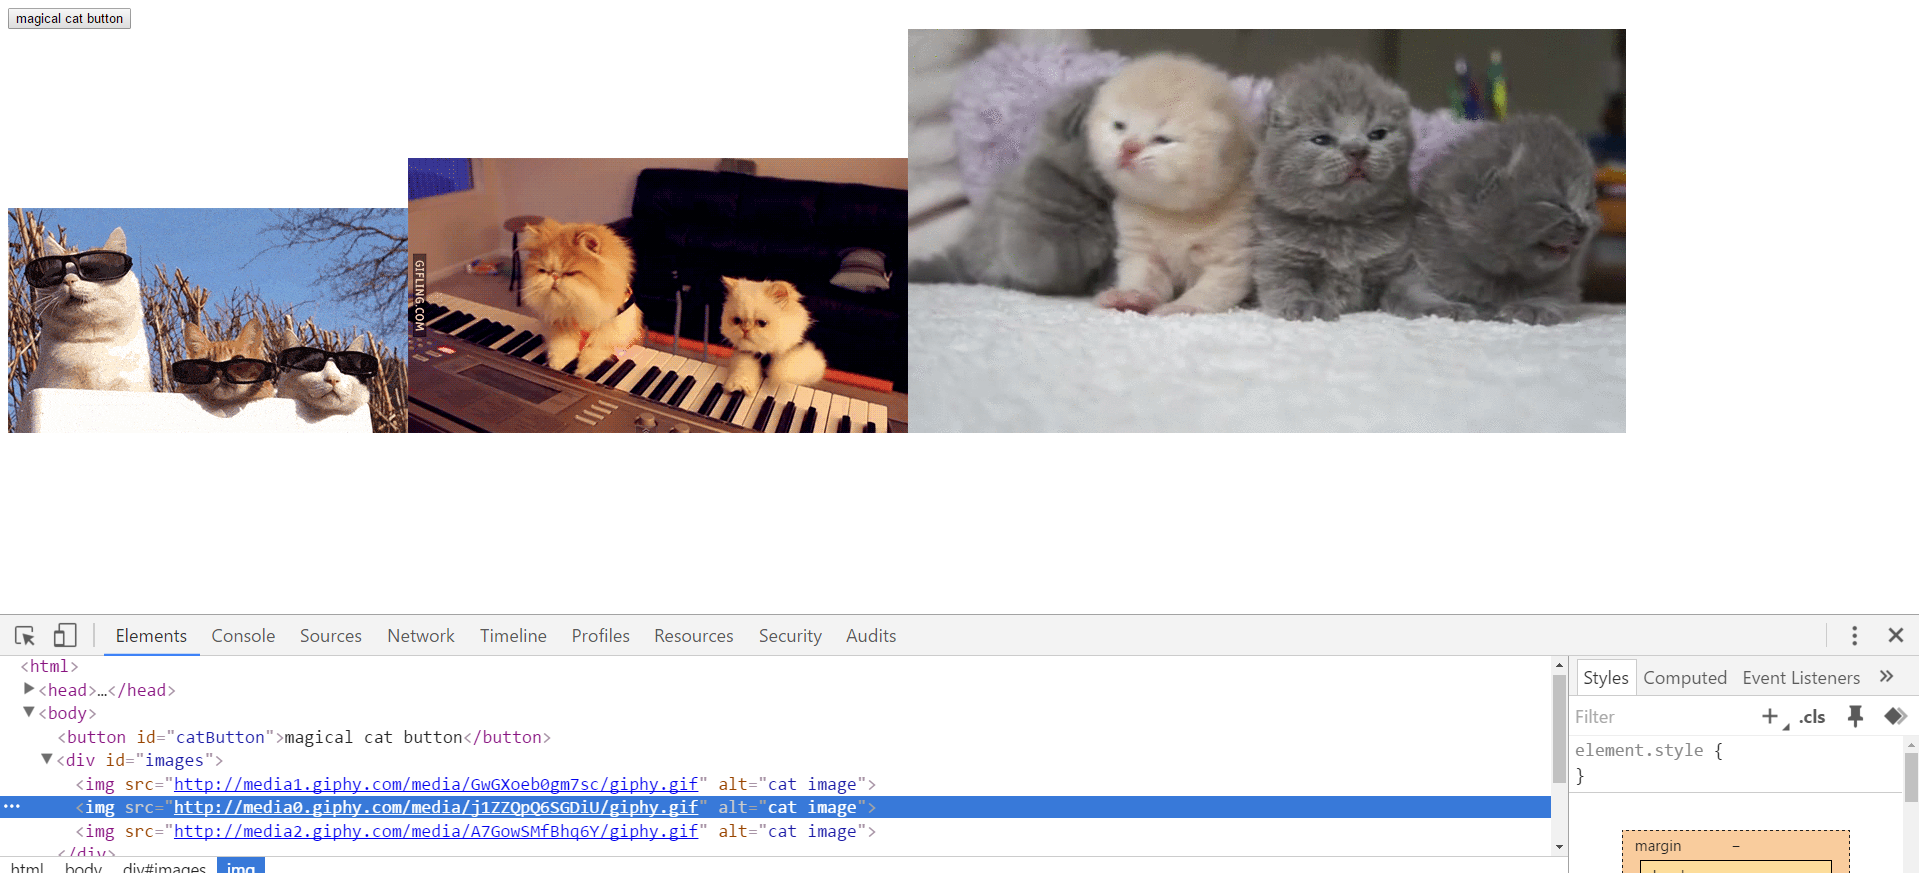 magical cat button
GIFLING.COM
Elements Console Sources Network Timeline Profiles Resources Security Audits
<html>
<head>…</head>
<body>
<button id="catButton">magical cat button</button>
<div id="images">
<img src="http://media1.giphy.com/media/GwGXoeb0gm7sc/giphy.gif" alt="cat image">
<img src="http://media0.giphy.com/media/j1ZZQpQ6SGDiU/giphy.gif" alt="cat image">
<img src="http://media2.giphy.com/media/A7GowSMfBhq6Y/giphy.gif" alt="cat image">
</div>
html body div#images img
Styles Computed Event Listeners »
Filter + .cls
element.style {
}
margin –